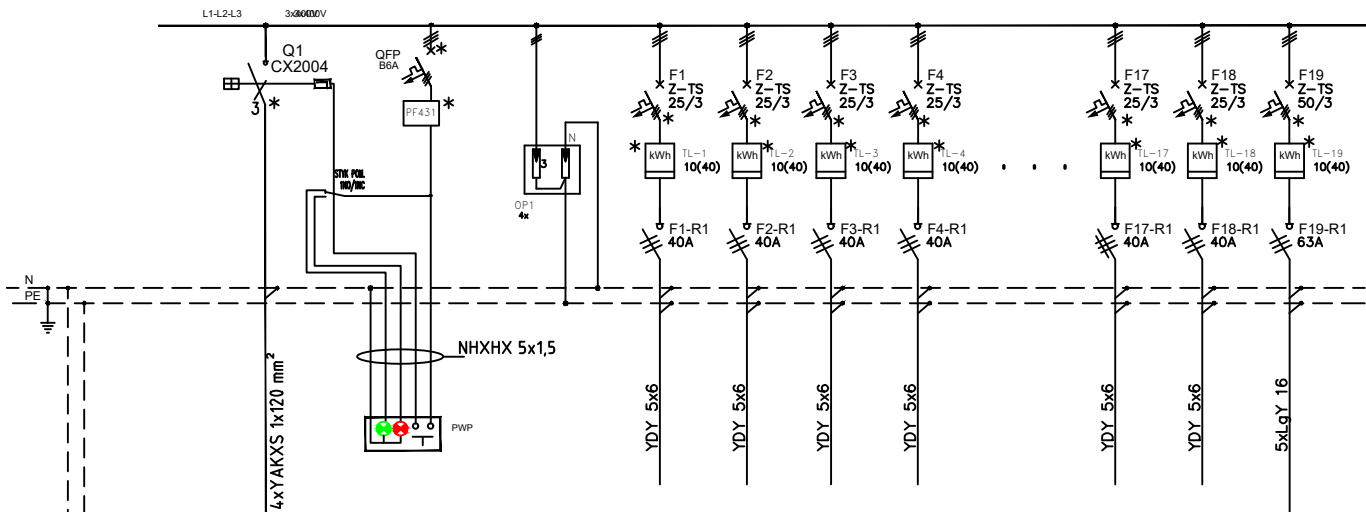 L1-L2-L3
Q1
CX2004
3
QFP
B6A
PF431
STYK POM.
1NO/1NC
N
3
OP1
4x
F1
Z-TS
25/3
kWh
TL-1
10(40)
F1-R1
40A
F2
Z-TS
25/3
kWh
TL-2
10(40)
F2-R1
40A
F3
Z-TS
25/3
kWh
TL-3
10(40)
F3-R1
40A
F4
Z-TS
25/3
kWh
TL-4
10(40)
F4-R1
40A
F17
Z-TS
25/3
kWh
TL-17
10(40)
F17-R1
40A
F18
Z-TS
25/3
kWh
TL-18
10(40)
F18-R1
40A
F19
Z-TS
50/3
kWh
TL-19
10(40)
F19-R1
63A
N
PE
4xYAKXS 1x120 mm²
NHXHX 5x1,5
PWP
YDY 5x6
YDY 5x6
YDY 5x6
YDY 5x6
YDY 5x6
YDY 5x6
5xLgY 16